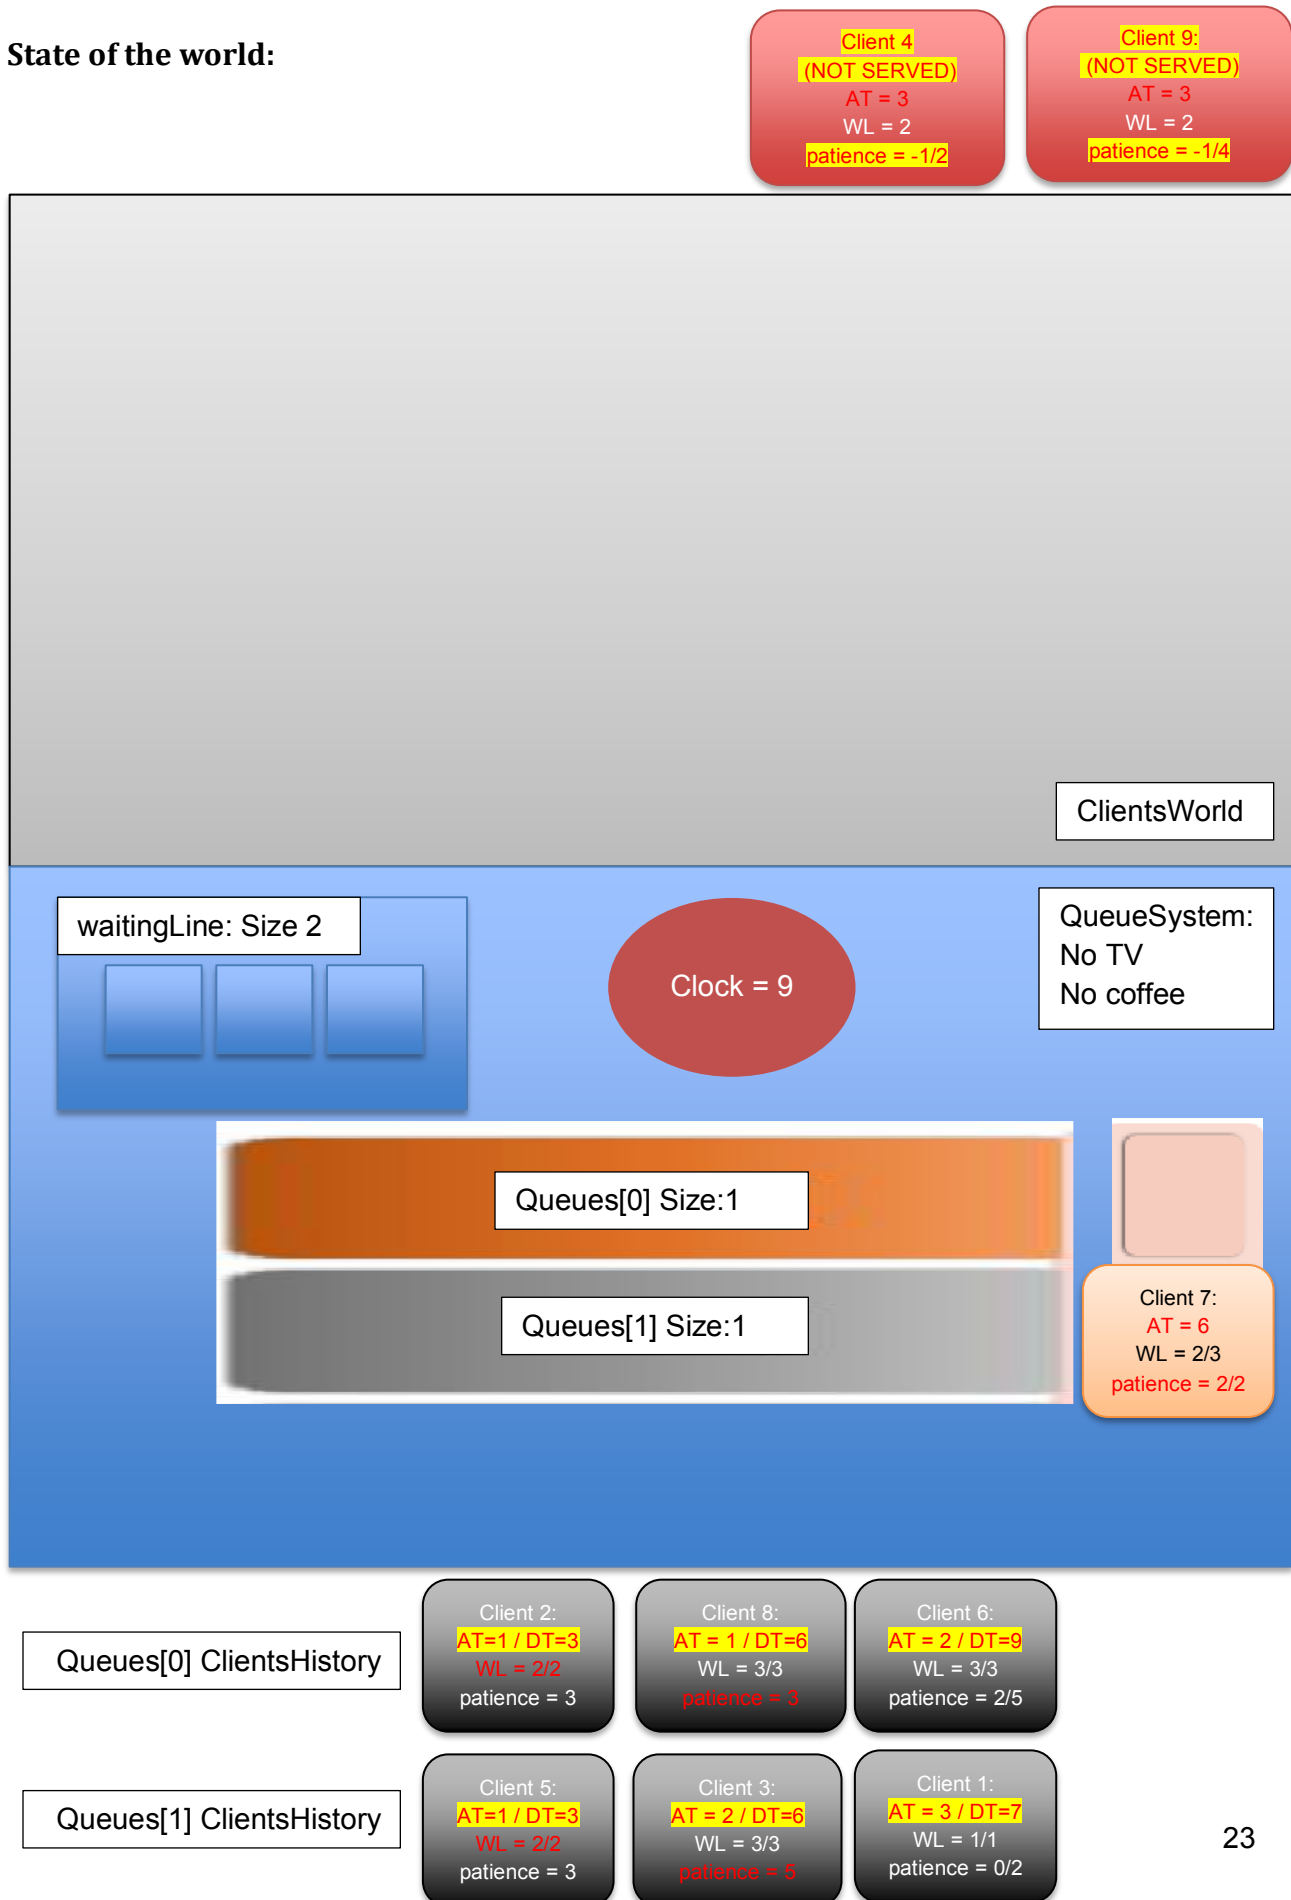 State of the world:
Client 4
(NOT SERVED)
AT = 3
WL = 2
patience = -1/2
Client 9:
(NOT SERVED)
AT = 3
WL = 2
patience = -1/4
ClientsWorld
waitingLine: Size 2
Clock = 9
QueueSystem:
No TV
No coffee
Queues[0] Size:1
Queues[1] Size:1
Client 7:
AT = 6
WL = 2/3
patience = 2/2
Queues[0] ClientsHistory
Client 2:
AT=1 / DT=3
WL = 2/2
patience = 3
Client 8:
AT = 1 / DT=6
WL = 3/3
patience = 3
Client 6:
AT = 2 / DT=9
WL = 3/3
patience = 2/5
Queues[1] ClientsHistory
Client 5:
AT=1 / DT=3
WL = 2/2
patience = 3
Client 3:
AT = 2 / DT=6
WL = 3/3
patience = 5
Client 1:
AT = 3 / DT=7
WL = 1/1
patience = 0/2
23